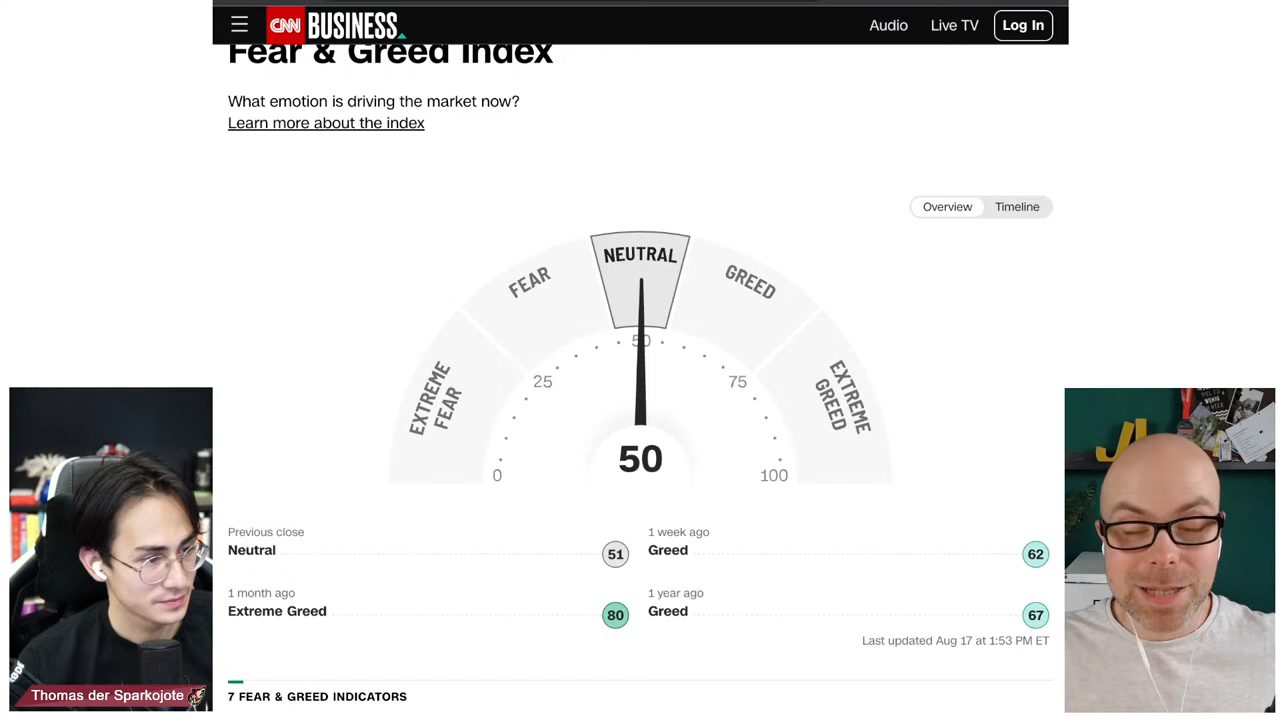 CNN BUSINESS
Audio
Live TV
Log In
Fear & Greed Index
What emotion is driving the market now?
Learn more about the index
Overview
Timeline
EXTREME FEAR
FEAR
NEUTRAL
GREED
EXTREME GREED
0
25
50
75
100
50
Previous close
Neutral
51
1 week ago
Greed
62
1 month ago
Extreme Greed
80
1 year ago
Greed
67
Last updated Aug 17 at 1:53 PM ET
7 FEAR & GREED INDICATORS
Thomas der Sparkojote